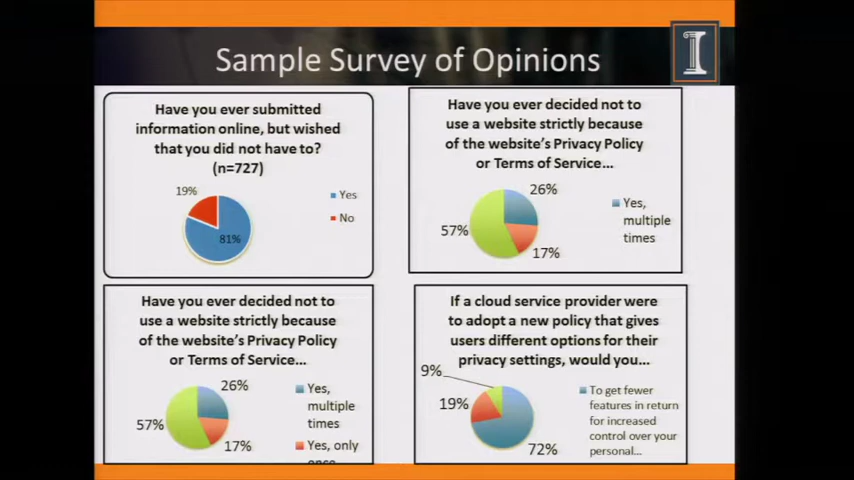 Sample Survey of Opinions
I
Have you ever submitted
information online, but wished
that you did not have to?
(n=727)
19%
81%
Yes
No
Have you ever decided not to
use a website strictly because
of the website's Privacy Policy
or Terms of Service...
26%
57%
17%
Yes,
multiple
times
Have you ever decided not to
use a website strictly because
of the website's Privacy Policy
or Terms of Service...
26%
57%
17%
Yes,
multiple
times
Yes, only
once
If a cloud service provider were
to adopt a new policy that gives
users different options for their
privacy settings, would you...
9%
19%
72%
To get fewer
features in return
for increased
control over your
personal...